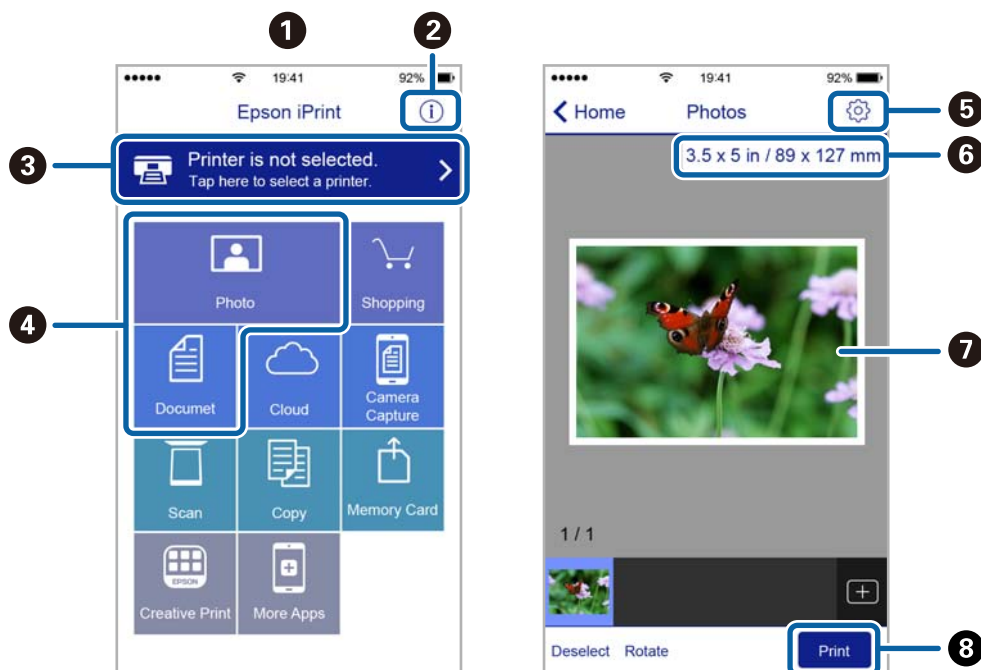 1
2
19:41
92%
Epson iPrint
3
Printer is not selected.
Tap here to select a printer.
4
Photo
Shopping
Documet
Cloud
Camera
Capture
Scan
Copy
Memory Card
EPSON
Creative Print
More Apps
19:41
92%
Home
Photos
5
3.5 x 5 in / 89 x 127 mm
6
7
1 / 1
Deselect
Rotate
Print
8